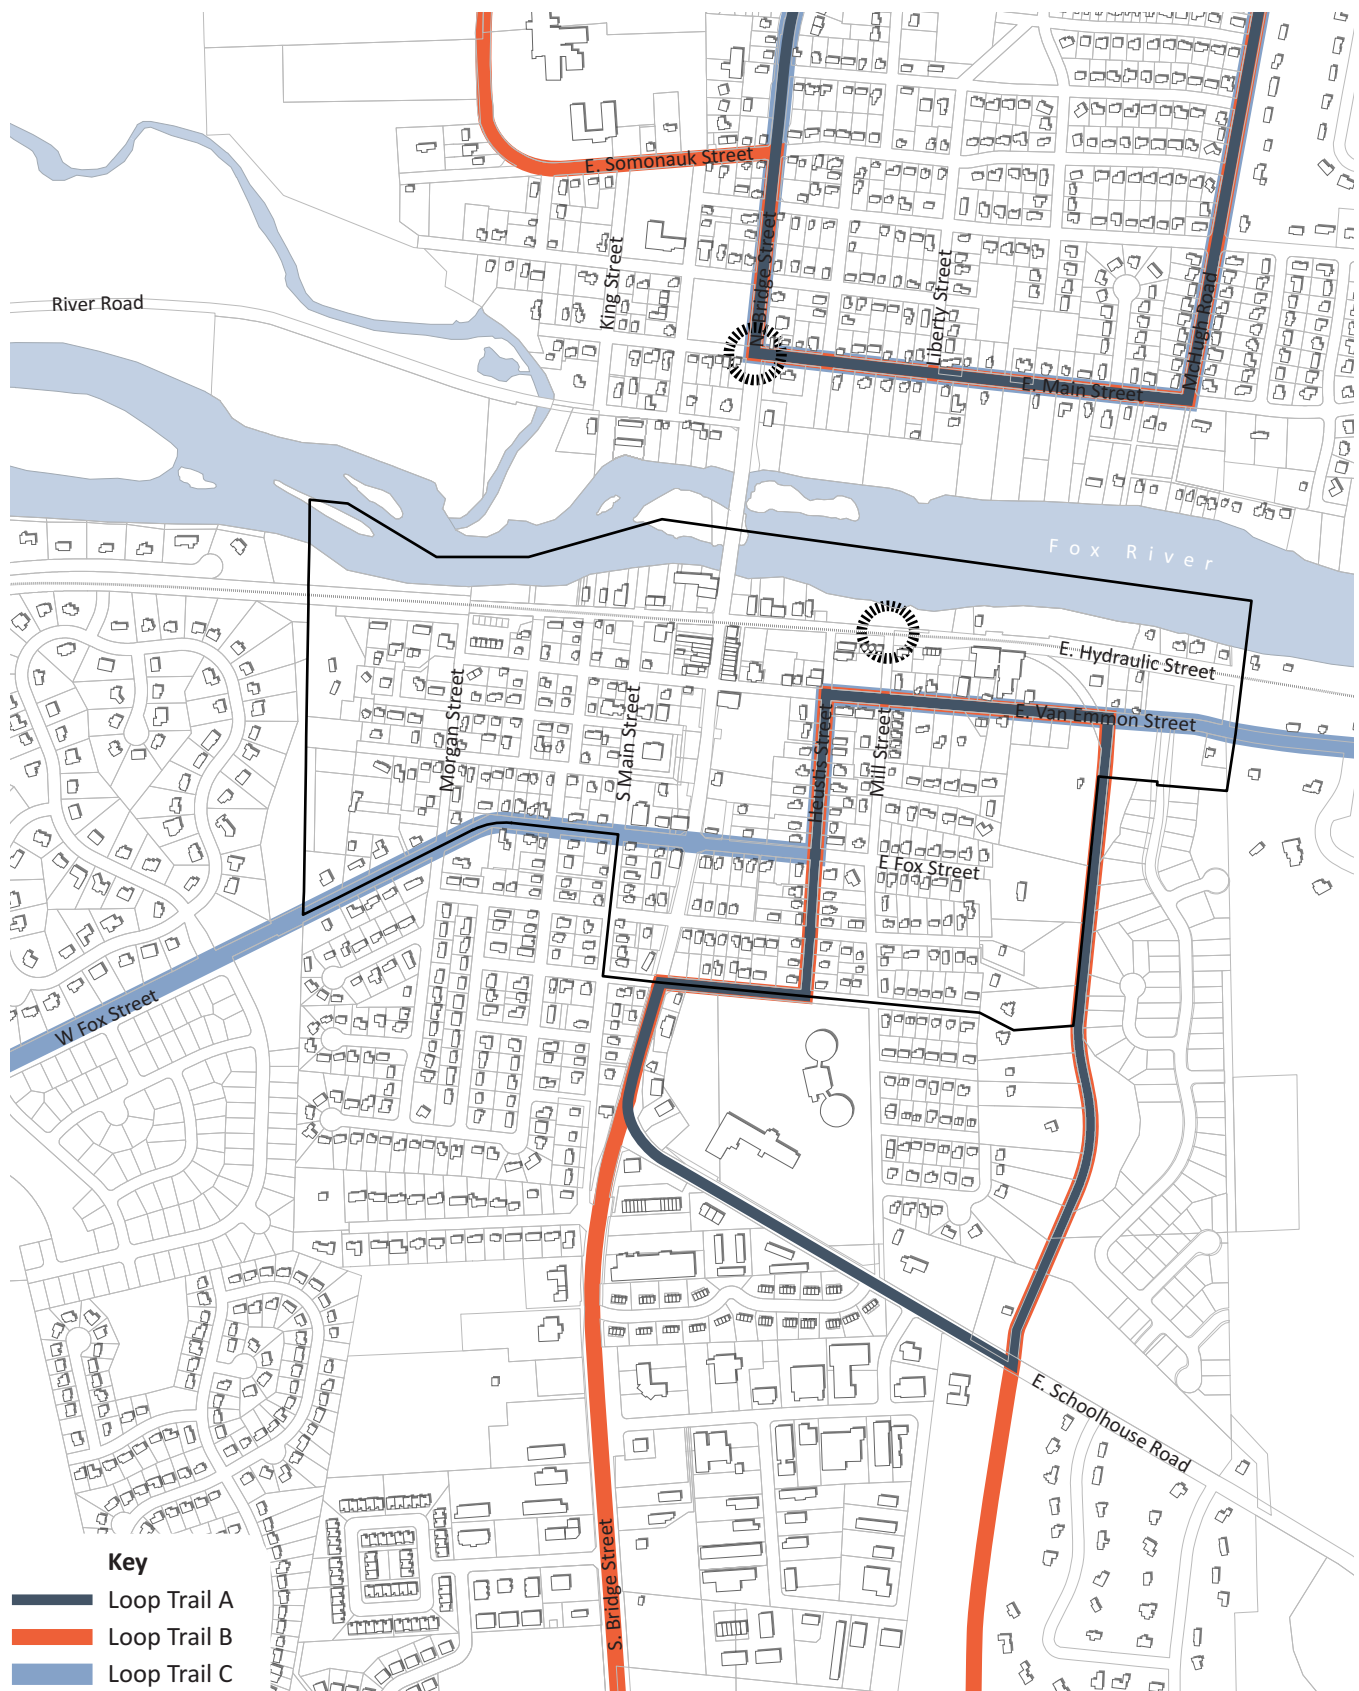 E. Somonauk Street
N. Bridge Street
King Street
Liberty Street
McHugh Road
River Road
E. Main Street
Fox River
E. Hydraulic Street
E. Van Emmon Street
Morgan Street
S Main Street
Heustis Street
Mill Street
E Fox Street
W Fox Street
E. Schoolhouse Road
S. Bridge Street
Key
Loop Trail A
Loop Trail B
Loop Trail C